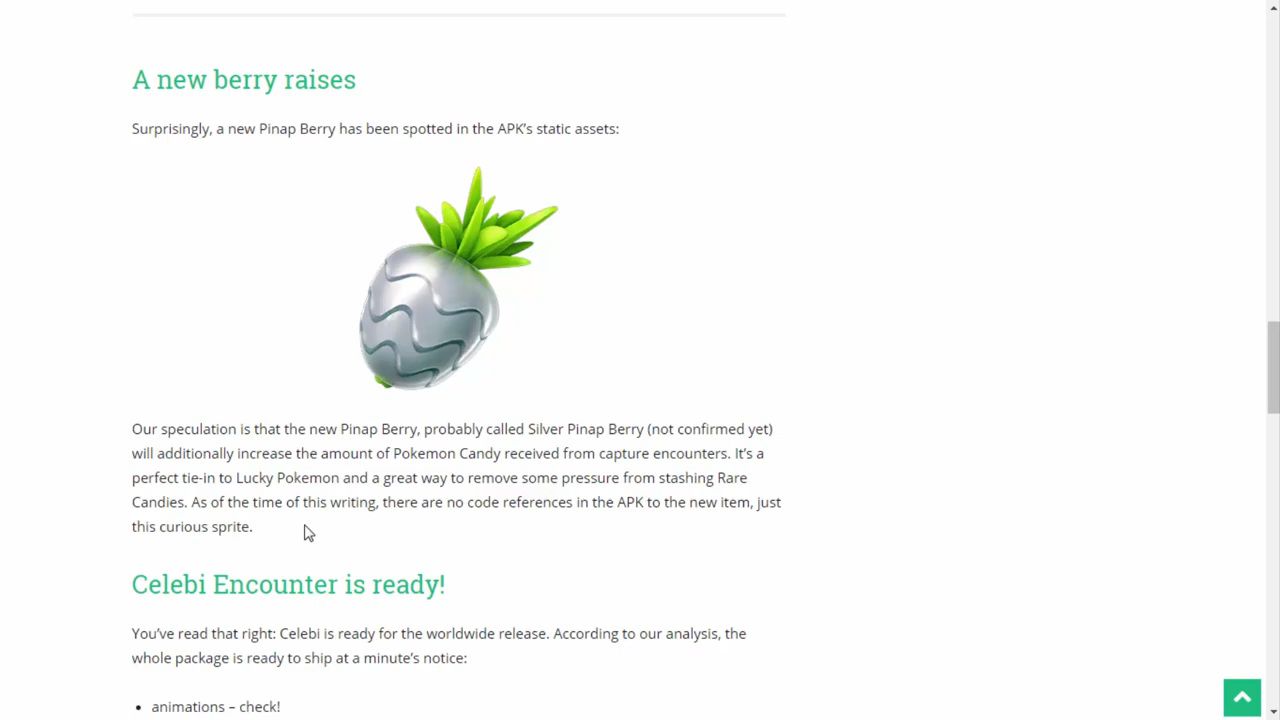 A new berry raises
Surprisingly, a new Pinap Berry has been spotted in the APK’s static assets:
Our speculation is that the new Pinap Berry, probably called Silver Pinap Berry (not confirmed yet)
will additionally increase the amount of Pokemon Candy received from capture encounters. It’s a
perfect tie-in to Lucky Pokemon and a great way to remove some pressure from stashing Rare
Candies. As of the time of this writing, there are no code references in the APK to the new item, just
this curious sprite.
Celebi Encounter is ready!
You’ve read that right: Celebi is ready for the worldwide release. According to our analysis, the
whole package is ready to ship at a minute’s notice:
• animations – check!